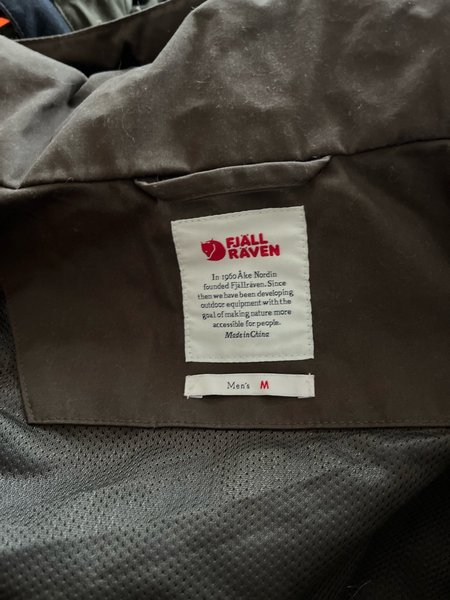 FJÄLL
RÄVEN
In 1960 Åke Nordin
founded Fjällräven. Since
then we have been developing
outdoor equipment with the
goal of making nature more
accessible for people.
Made in China
Men's M